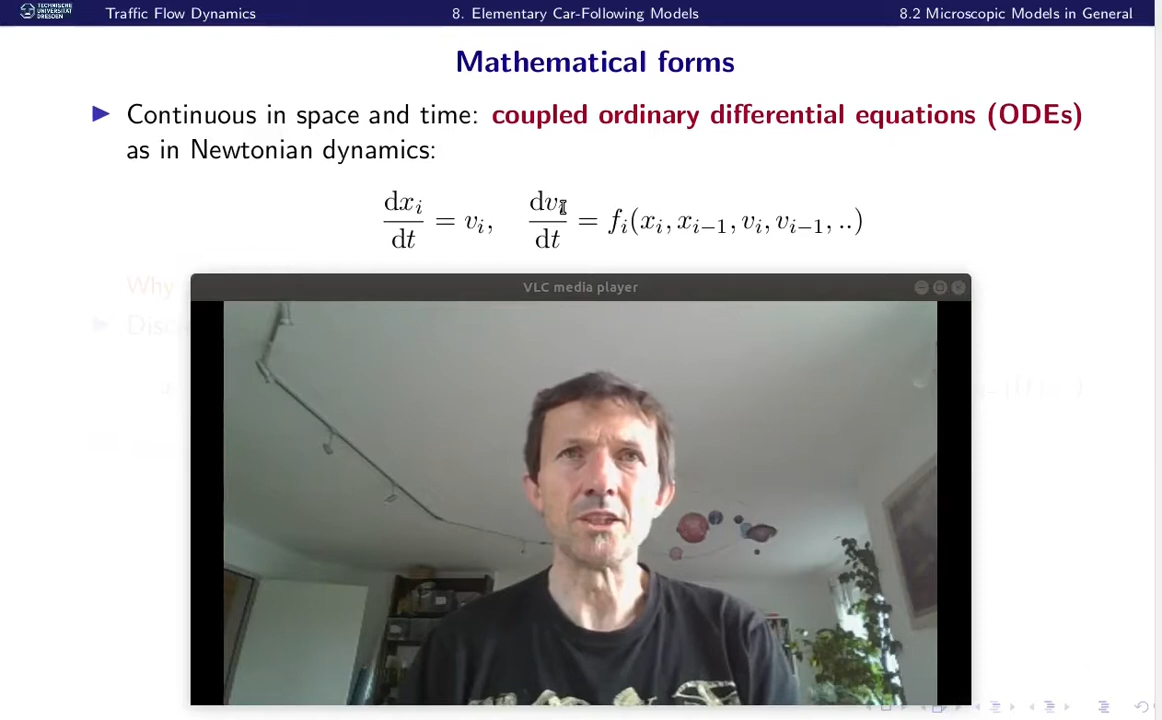 TECHNISCHE
UNIVERSITÄT
DRESDEN
Traffic Flow Dynamics
8. Elementary Car-Following Models
8.2 Microscopic Models in General
Mathematical forms
Continuous in space and time: coupled ordinary differential equations (ODEs)
as in Newtonian dynamics:
dx_i/dt = v_i, dv_i/dt = f_i(x_i, x_{i−1}, v_i, v_{i−1}, ..)
Why
VLC media player